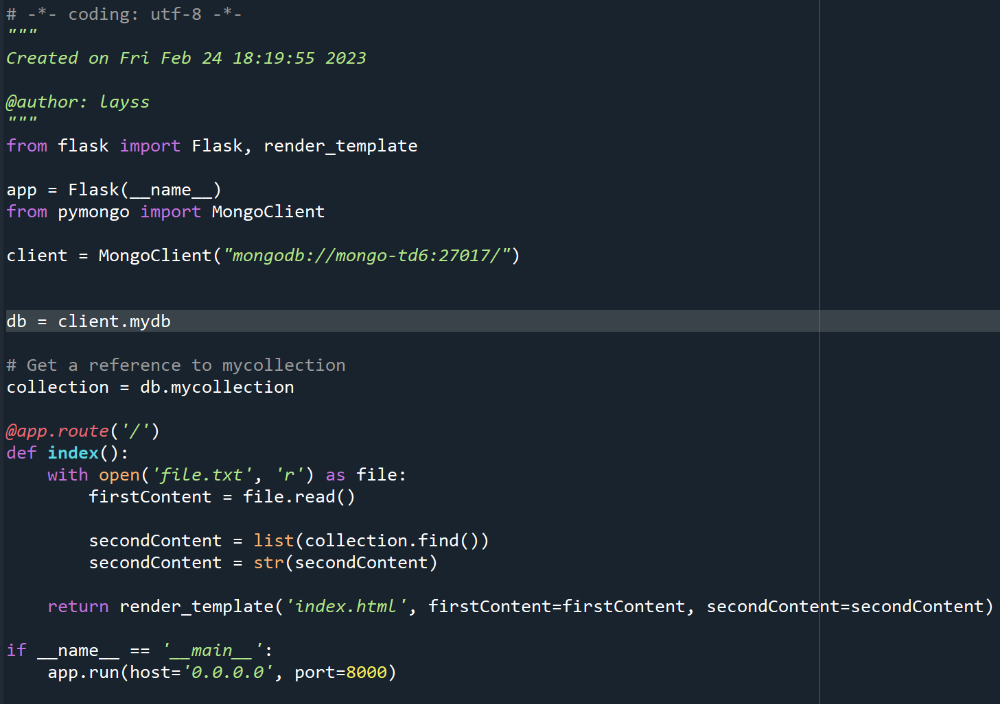 # -*- coding: utf-8 -*-
"""
Created on Fri Feb 24 18:19:55 2023

@author: layss
"""
from flask import Flask, render_template

app = Flask(__name__)
from pymongo import MongoClient

client = MongoClient("mongodb://mongo-td6:27017/")


db = client.mydb

# Get a reference to mycollection
collection = db.mycollection

@app.route('/')
def index():
    with open('file.txt', 'r') as file:
        firstContent = file.read()

        secondContent = list(collection.find())
        secondContent = str(secondContent)

    return render_template('index.html', firstContent=firstContent, secondContent=secondContent)

if __name__ == '__main__':
    app.run(host='0.0.0.0', port=8000)